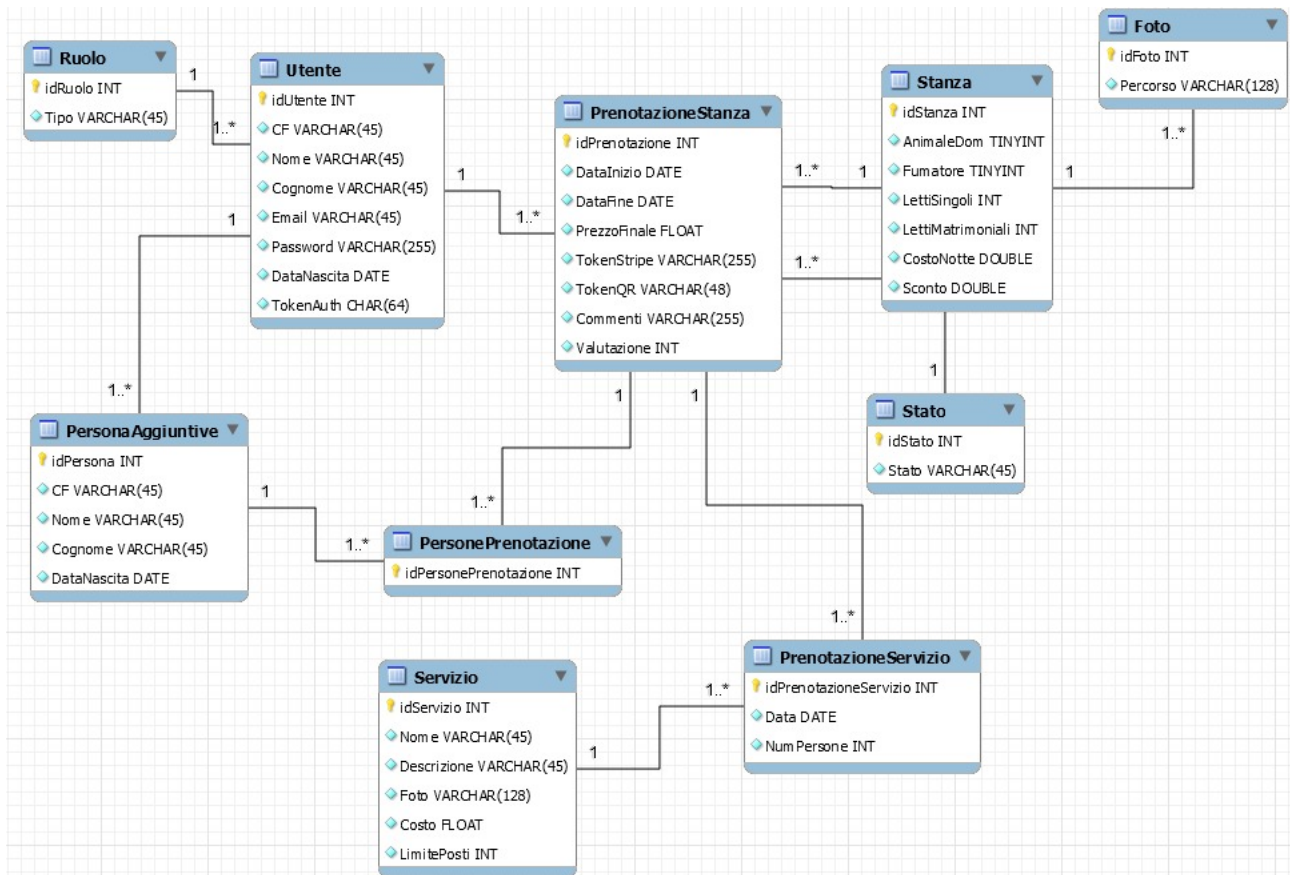 Ruolo
idRuolo INT
Tipo VARCHAR(45)
1
1..*
Utente
idUtente INT
CF VARCHAR(45)
Nome VARCHAR(45)
Cognome VARCHAR(45)
Email VARCHAR(45)
Password VARCHAR(255)
DataNascita DATE
TokenAuth CHAR(64)
1
1..*
1
1..*
PrenotazioneStanza
idPrenotazione INT
DataInizio DATE
DataFine DATE
PrezzoFinale FLOAT
TokenStripe VARCHAR(255)
TokenQR VARCHAR(48)
Commenti VARCHAR(255)
Valutazione INT
1..*
1
1..*
Stanza
idStanza INT
AnimaleDom TINYINT
Fumatore TINYINT
LettiSingoli INT
LettiMatrimoniali INT
CostoNotte DOUBLE
Sconto DOUBLE
1
1..*
Foto
idFoto INT
Percorso VARCHAR(128)
1
Stato
idStato INT
Stato VARCHAR(45)
PersonaAggiuntive
idPersona INT
CF VARCHAR(45)
Nome VARCHAR(45)
Cognome VARCHAR(45)
DataNascita DATE
1
1..*
1
1..*
PersonePrenotazione
idPersonePrenotazione INT
1
1..*
PrenotazioneServizio
idPrenotazioneServizio INT
Data DATE
NumPersone INT
1..*
1
Servizio
idServizio INT
Nome VARCHAR(45)
Descrizione VARCHAR(45)
Foto VARCHAR(128)
Costo FLOAT
LimitePosti INT